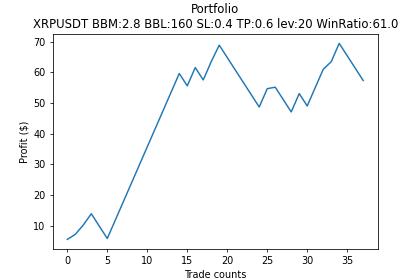 Portfolio
XRPUSDT BBM:2.8 BBL:160 SL:0.4 TP:0.6 lev:20 WinRatio:61.0
70
60
50
40
30
20
10
Profit ($)
0 5 10 15 20 25 30 35
Trade counts